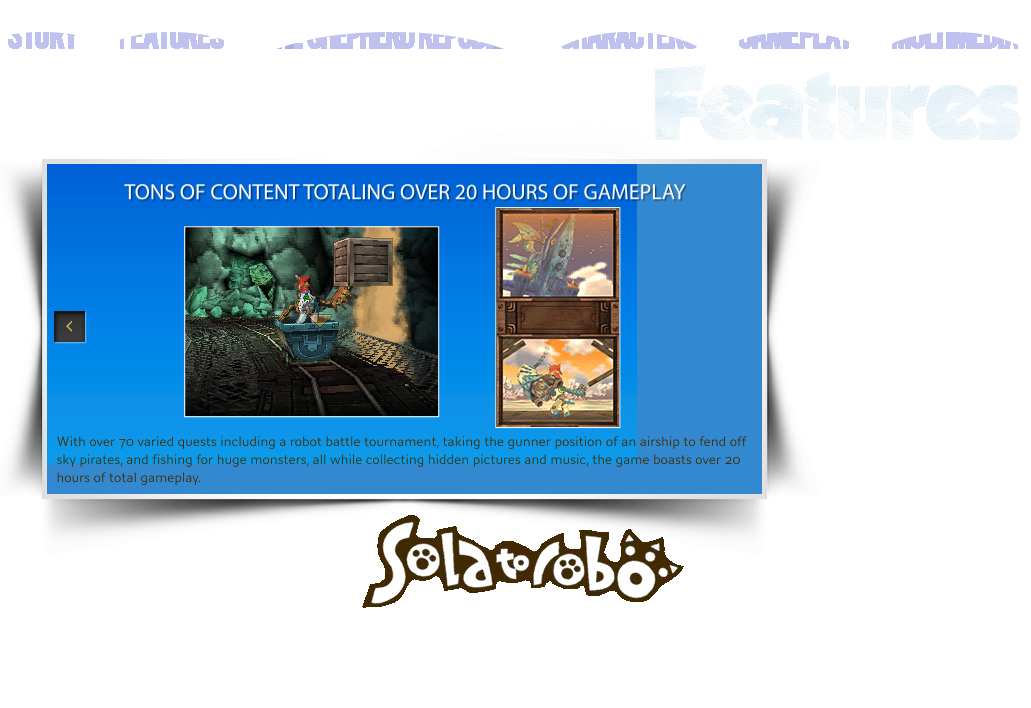 STORY FEATURES THE SHEPHERD REPUBLIC CHARACTERS GAMEPLAY MULTIMEDIA
Features
TONS OF CONTENT TOTALING OVER 20 HOURS OF GAMEPLAY
With over 70 varied quests including a robot battle tournament, taking the gunner position of an airship to fend off
sky pirates, and fishing for huge monsters, all while collecting hidden pictures and music, the game boasts over 20
hours of total gameplay.
Solatorobo